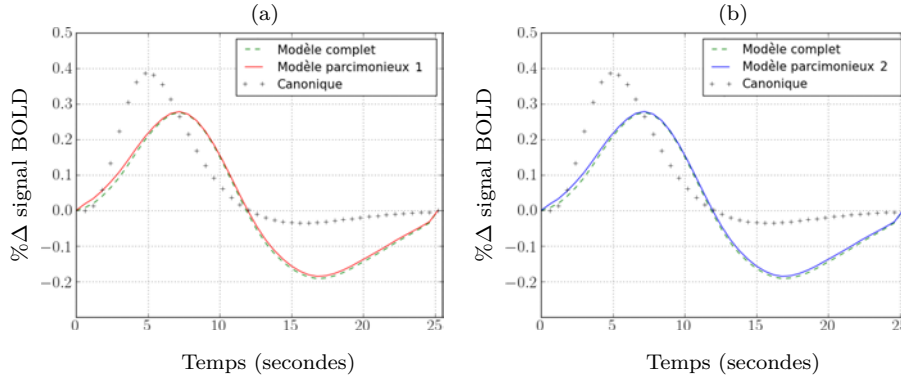 (a)
%Δ signal BOLD
0.5
0.4
0.3
0.2
0.1
0.0
−0.1
−0.2
Modèle complet
Modèle parcimonieux 1
Canonique
0
5
10
15
20
25
Temps (secondes)
(b)
%Δ signal BOLD
0.5
0.4
0.3
0.2
0.1
0.0
−0.1
−0.2
Modèle complet
Modèle parcimonieux 2
Canonique
0
5
10
15
20
25
Temps (secondes)